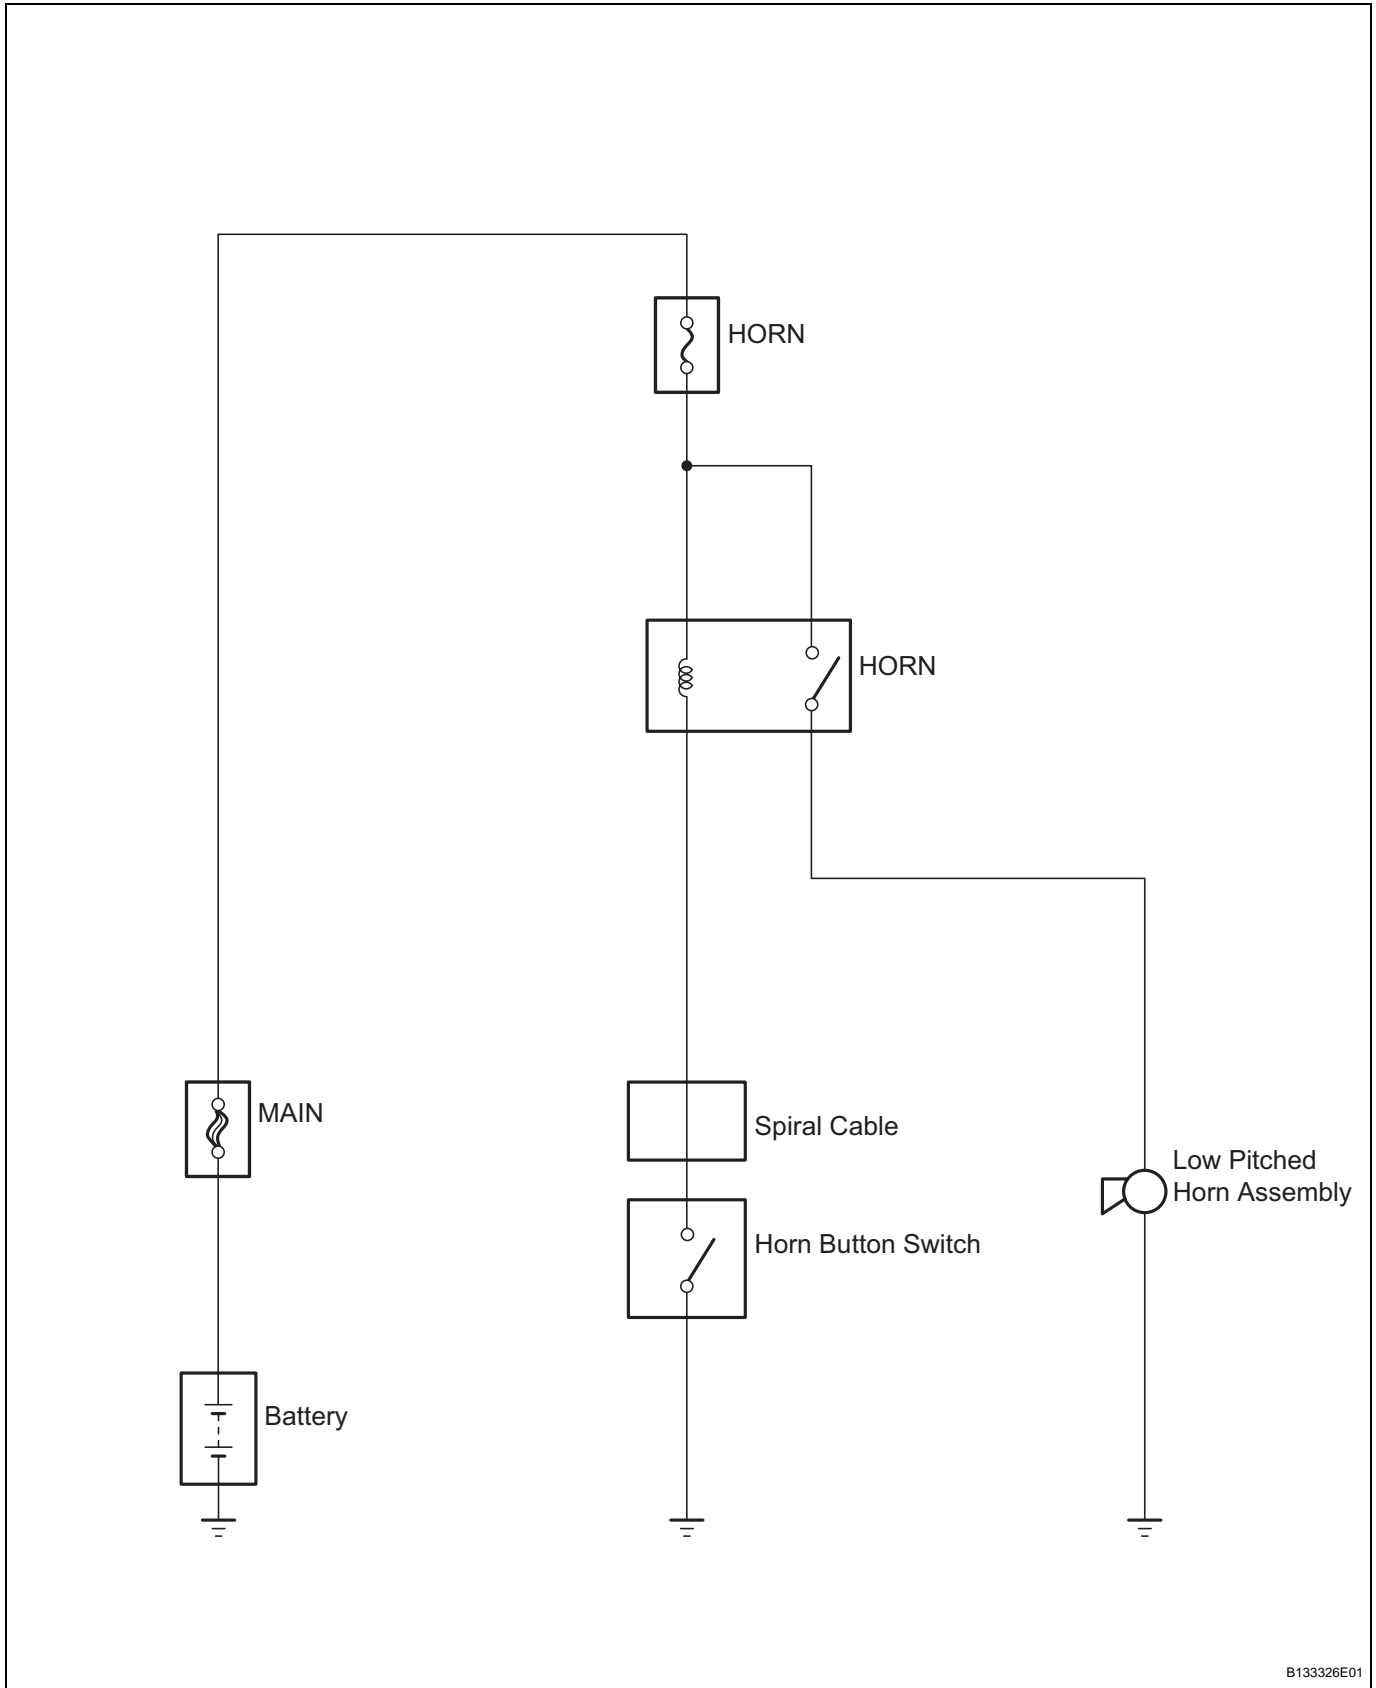 HORN
HORN
MAIN
Spiral Cable
Low Pitched
Horn Assembly
Horn Button Switch
Battery
B133326E01